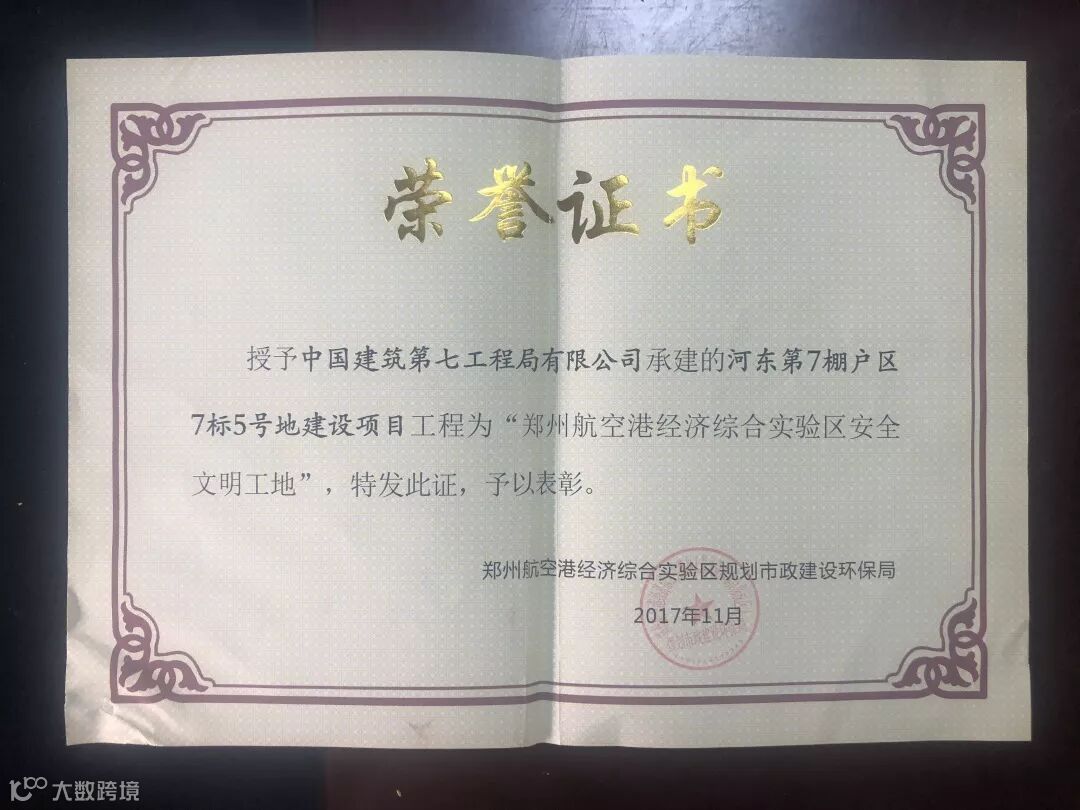 荣誉证书
授予中国建筑第七工程局有限公司承建的河东第7棚户区
7标5号地建设项目工程为“郑州航空港经济综合实验区安全
文明工地”，特发此证，予以表彰。
郑州航空港经济综合实验区规划市政建设环保局
2017年11月
大数跨境